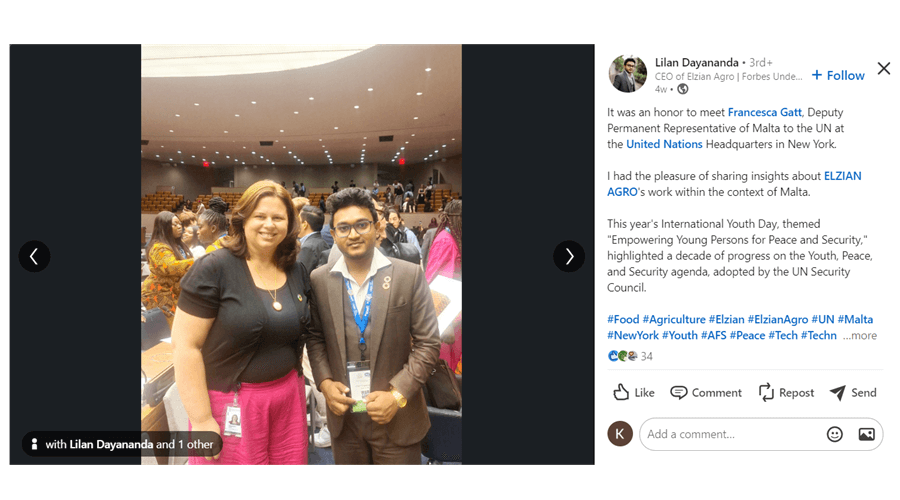 Lilan Dayananda • 3rd+
CEO of Elzian Agro | Forbes Unde...
4w •
+ Follow
It was an honor to meet Francesca Gatt, Deputy
Permanent Representative of Malta to the UN at
the United Nations Headquarters in New York.
I had the pleasure of sharing insights about ELZIAN
AGRO's work within the context of Malta.
This year's International Youth Day, themed
"Empowering Young Persons for Peace and Security,"
highlighted a decade of progress on the Youth, Peace,
and Security agenda, adopted by the UN Security
Council.
#Food #Agriculture #Elzian #ElzianAgro #UN #Malta
#NewYork #Youth #AFS #Peace #Tech #Techn ...more
34
Like Comment Repost Send
K Add a comment...
with Lilan Dayananda and 1 other